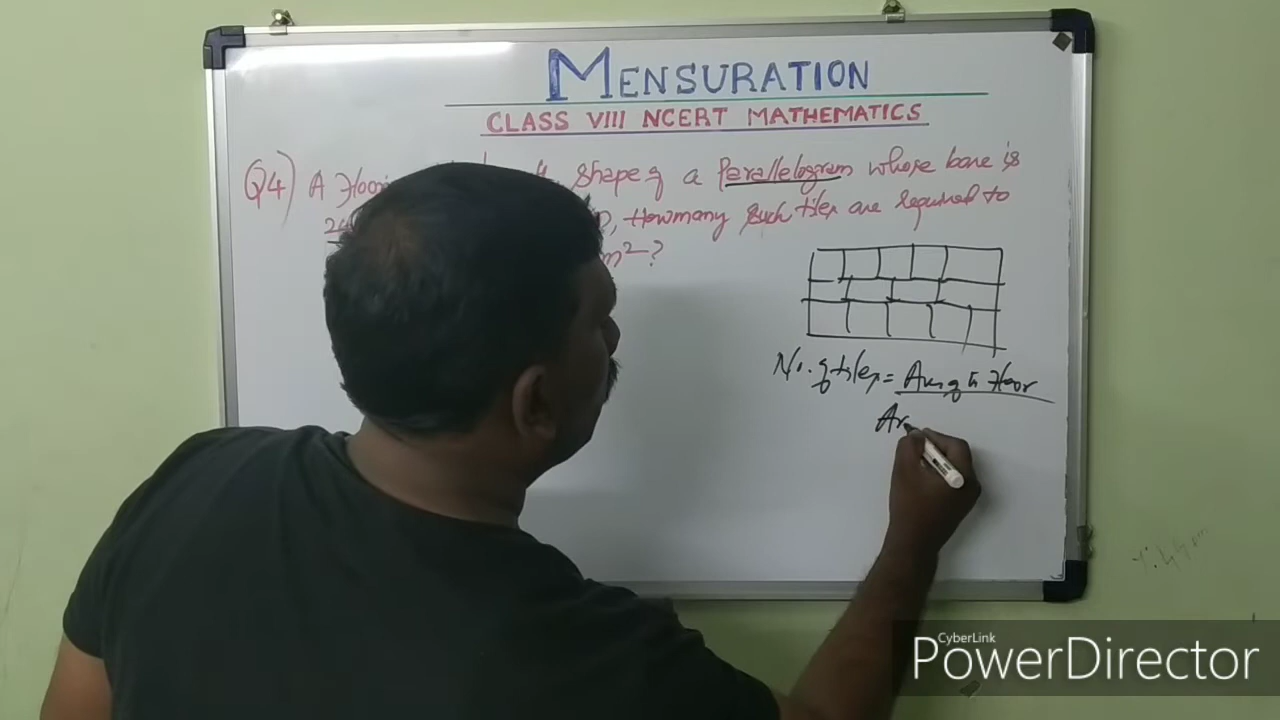 MENSURATION
CLASS VIII NCERT MATHEMATICS
Q4) A shape of a Parallelogram whose base is
24 , How many such tiles are required to
m²?
No. of tiles = Area of Floor
Ar
CyberLink
PowerDirector